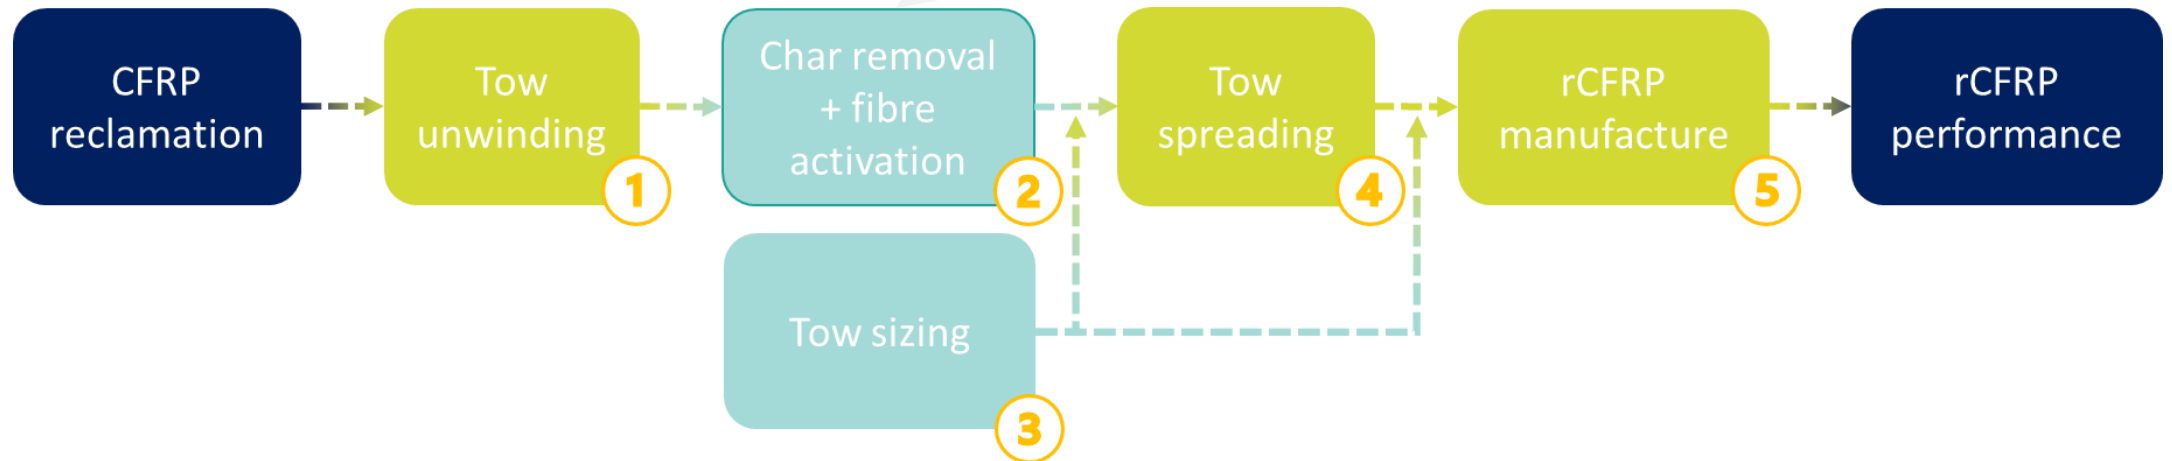 CFRP
reclamation
Tow
unwinding
1
Char removal
+ fibre
activation
2
Tow
spreading
4
rCFRP
manufacture
5
rCFRP
performance
Tow sizing
3